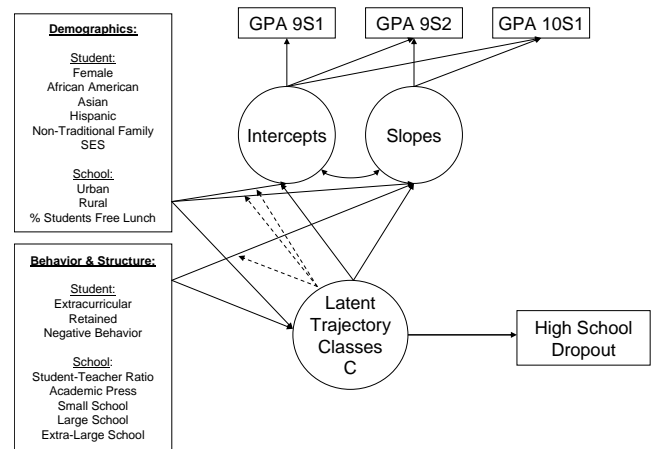 Demographics:
Student:
Female
African American
Asian
Hispanic
Non-Traditional Family
SES
School:
Urban
Rural
% Students Free Lunch
Behavior & Structure:
Student:
Extracurricular
Retained
Negative Behavior
School:
Student-Teacher Ratio
Academic Press
Small School
Large School
Extra-Large School
GPA 9S1
GPA 9S2
GPA 10S1
Intercepts
Slopes
Latent
Trajectory
Classes
C
High School
Dropout